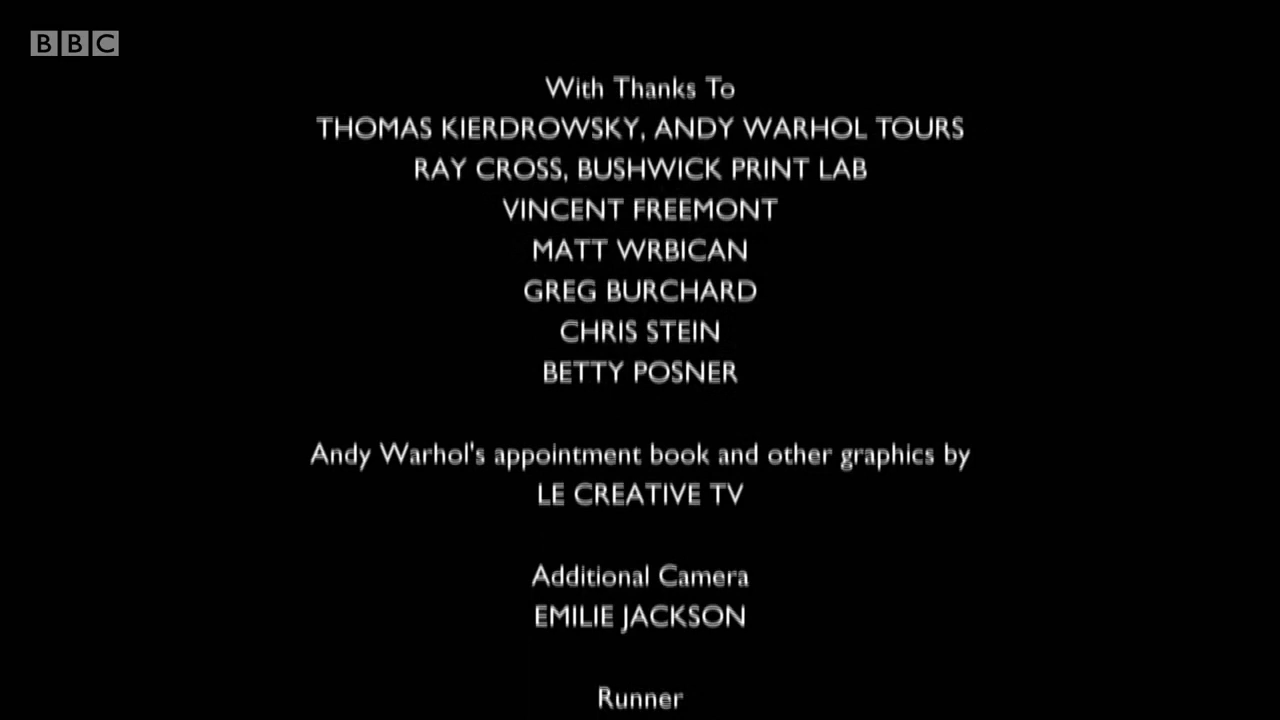 BBC
With Thanks To
THOMAS KIERDROWSKY, ANDY WARHOL TOURS
RAY CROSS, BUSHWICK PRINT LAB
VINCENT FREEMONT
MATT WRBICAN
GREG BURCHARD
CHRIS STEIN
BETTY POSNER
Andy Warhol's appointment book and other graphics by
LE CREATIVE TV
Additional Camera
EMILIE JACKSON
Runner